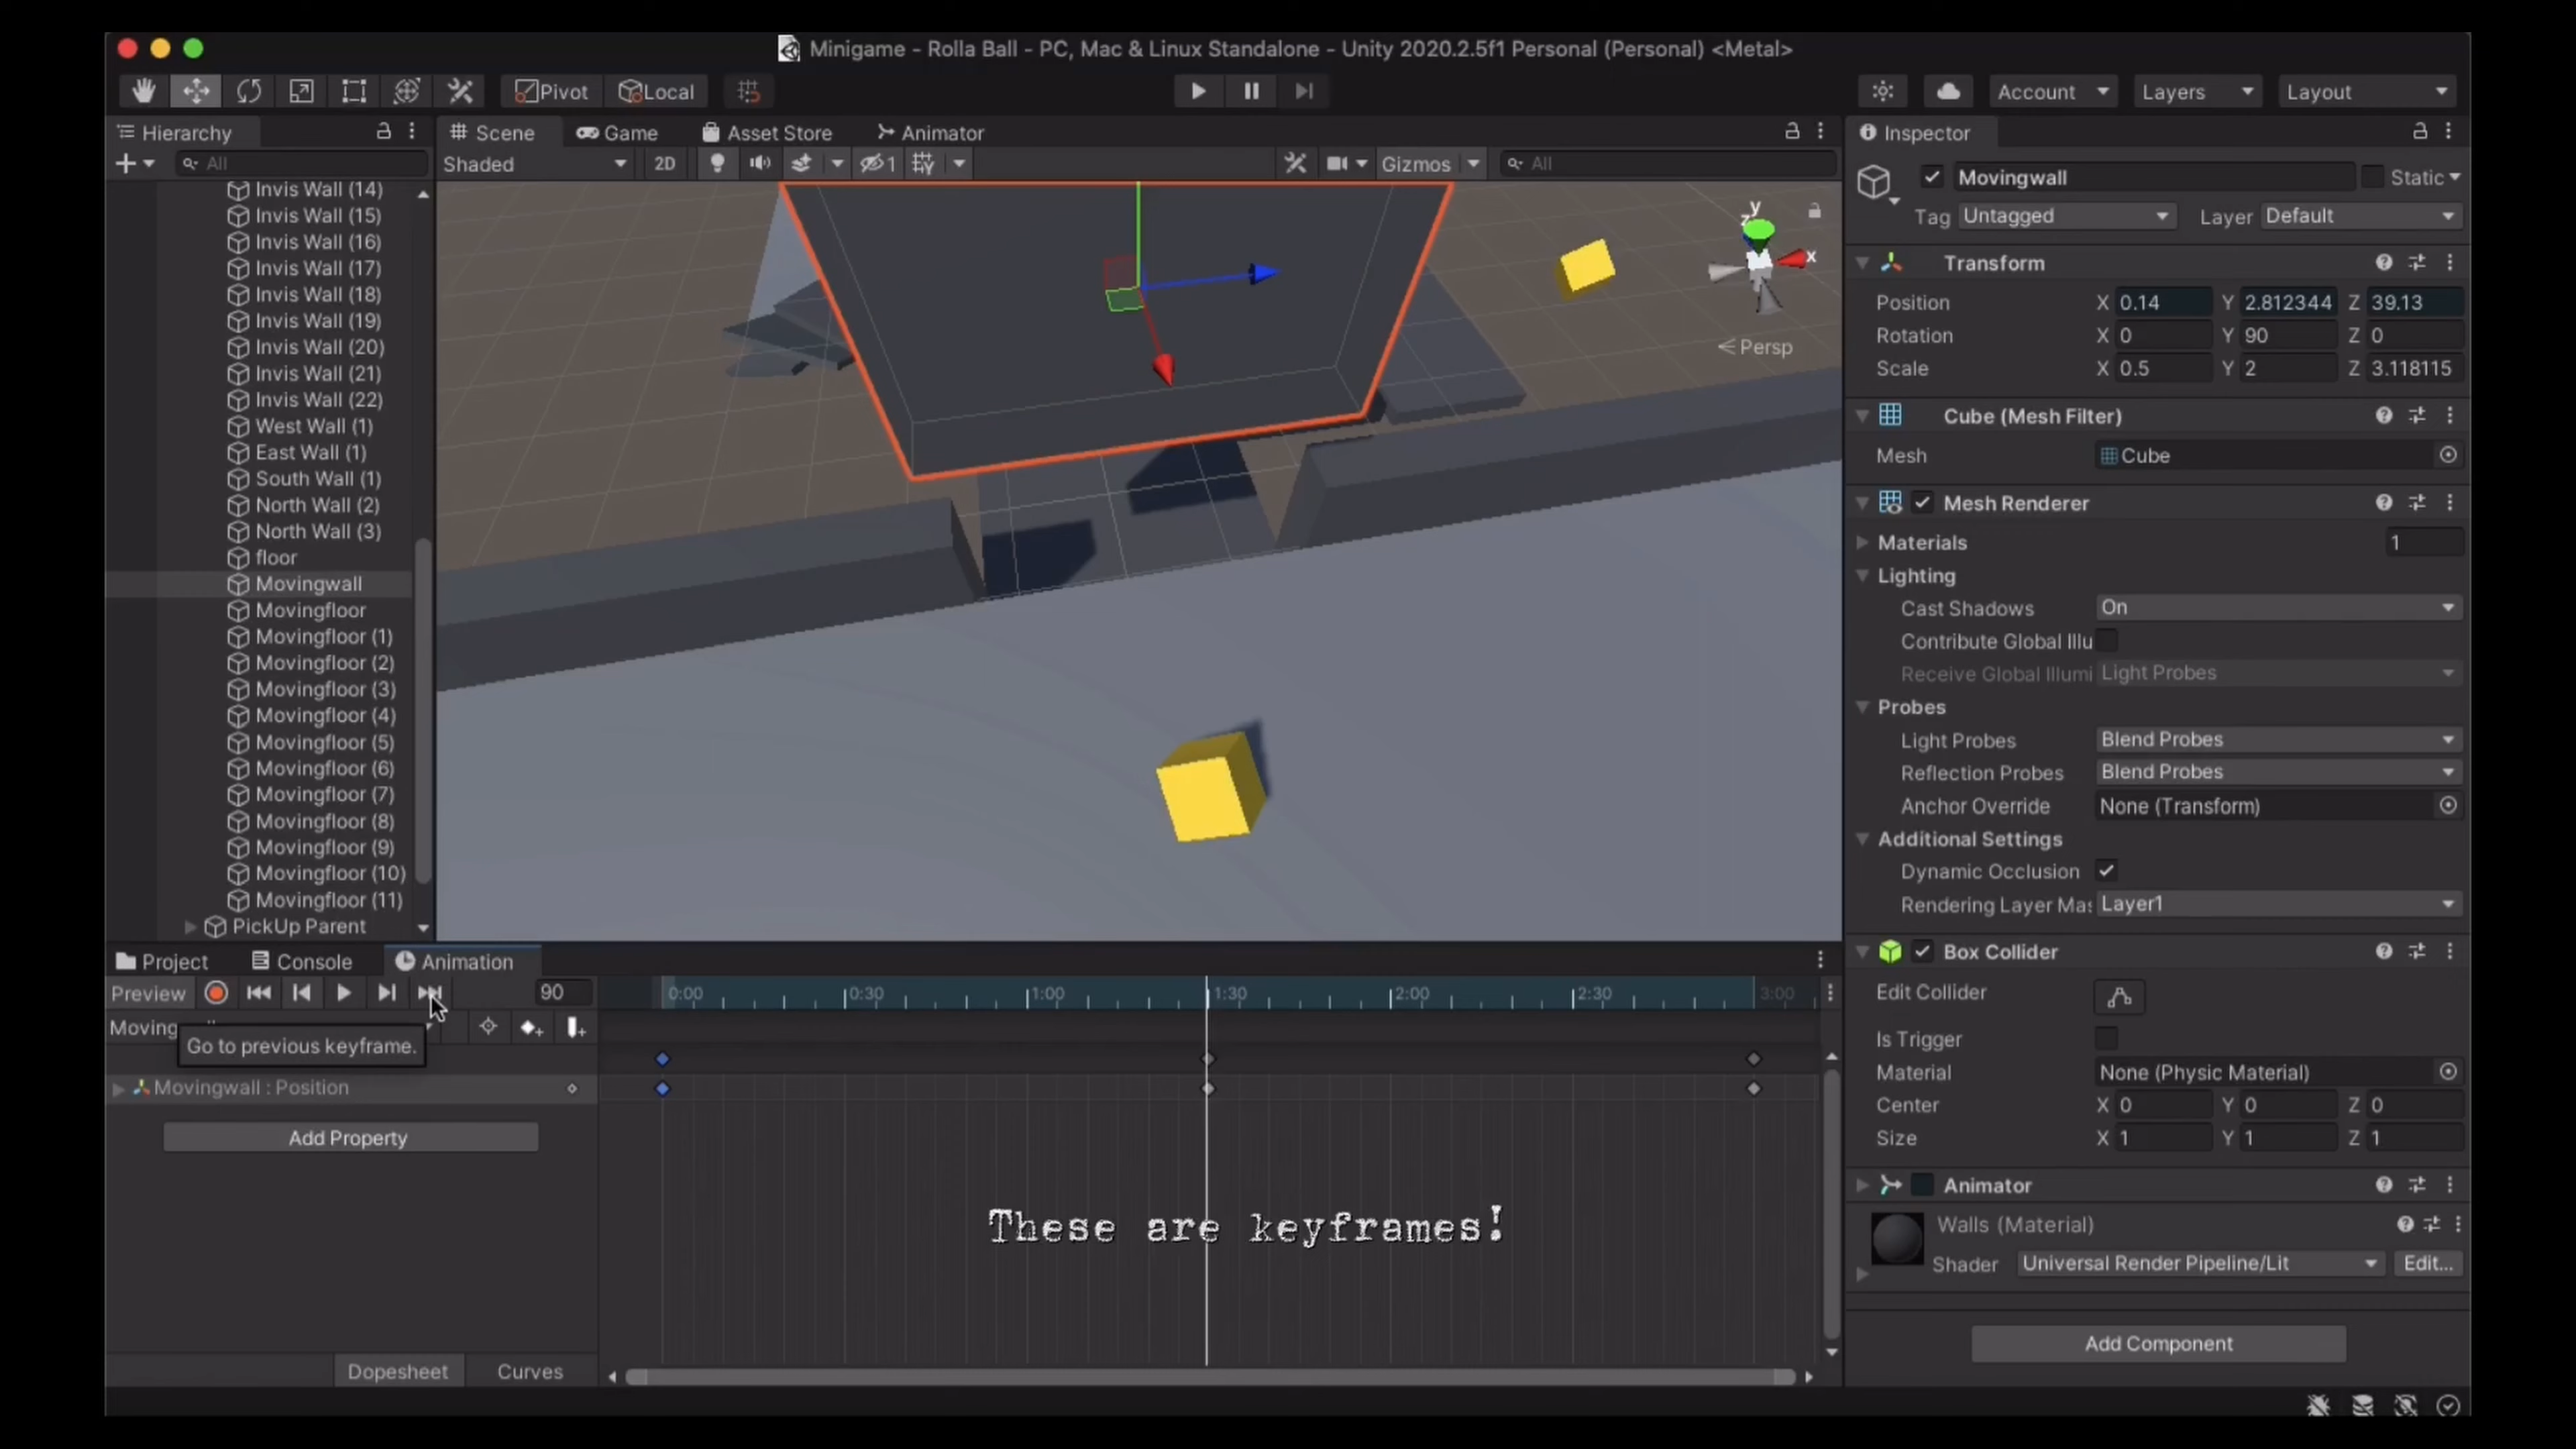 Minigame - Rolla Ball - PC, Mac & Linux Standalone - Unity 2020.2.5f1 Personal (Personal) <Metal>
Pivot Local Account Layers Layout
Hierarchy
All
Invis Wall (14)
Invis Wall (15)
Invis Wall (16)
Invis Wall (17)
Invis Wall (18)
Invis Wall (19)
Invis Wall (20)
Invis Wall (21)
Invis Wall (22)
West Wall (1)
East Wall (1)
South Wall (1)
North Wall (2)
North Wall (3)
floor
Movingwall
Movingfloor
Movingfloor (1)
Movingfloor (2)
Movingfloor (3)
Movingfloor (4)
Movingfloor (5)
Movingfloor (6)
Movingfloor (7)
Movingfloor (8)
Movingfloor (9)
Movingfloor (10)
Movingfloor (11)
PickUp Parent
Scene Game Asset Store Animator
Shaded 2D 1 Gizmos All
y
z
x
Persp
Inspector
Movingwall Static
Tag Untagged Layer Default
Transform
Position X 0.14 Y 2.812344 Z 39.13
Rotation X 0 Y 90 Z 0
Scale X 0.5 Y 2 Z 3.118115
Cube (Mesh Filter)
Mesh Cube
Mesh Renderer
Materials 1
Lighting
Cast Shadows On
Contribute Global Illu
Receive Global Illumi Light Probes
Probes
Light Probes Blend Probes
Reflection Probes Blend Probes
Anchor Override None (Transform)
Additional Settings
Dynamic Occlusion
Rendering Layer Mas Layer1
Box Collider
Edit Collider
Is Trigger
Material None (Physic Material)
Center X 0 Y 0 Z 0
Size X 1 Y 1 Z 1
Animator
Walls (Material)
Shader Universal Render Pipeline/Lit Edit...
Add Component
Project Console Animation
Preview 90 0:00 0:30 1:00 1:30 2:00 2:30 3:00
Moving
Go to previous keyframe.
Movingwall : Position
Add Property
These are keyframes!
Dopesheet Curves